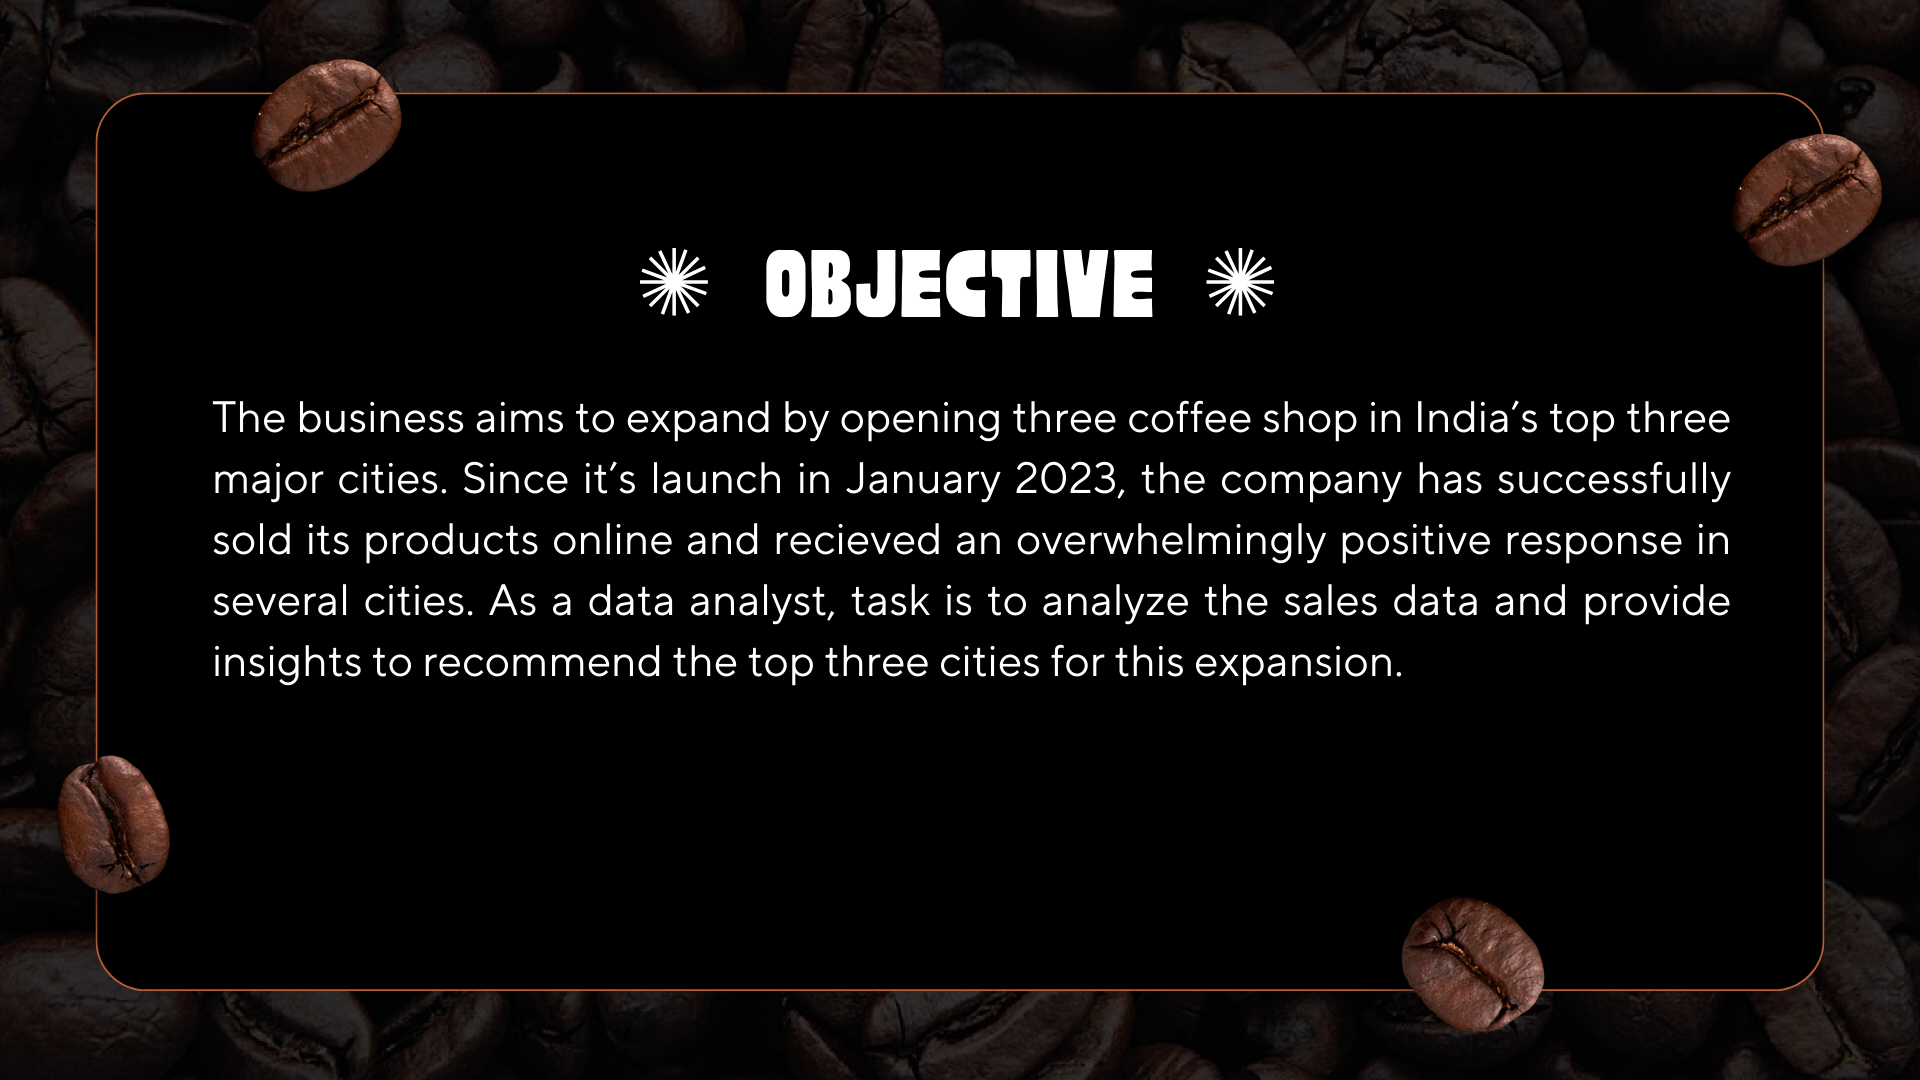 OBJECTIVE
The business aims to expand by opening three coffee shop in India’s top three
major cities. Since it’s launch in January 2023, the company has successfully
sold its products online and recieved an overwhelmingly positive response in
several cities. As a data analyst, task is to analyze the sales data and provide
insights to recommend the top three cities for this expansion.